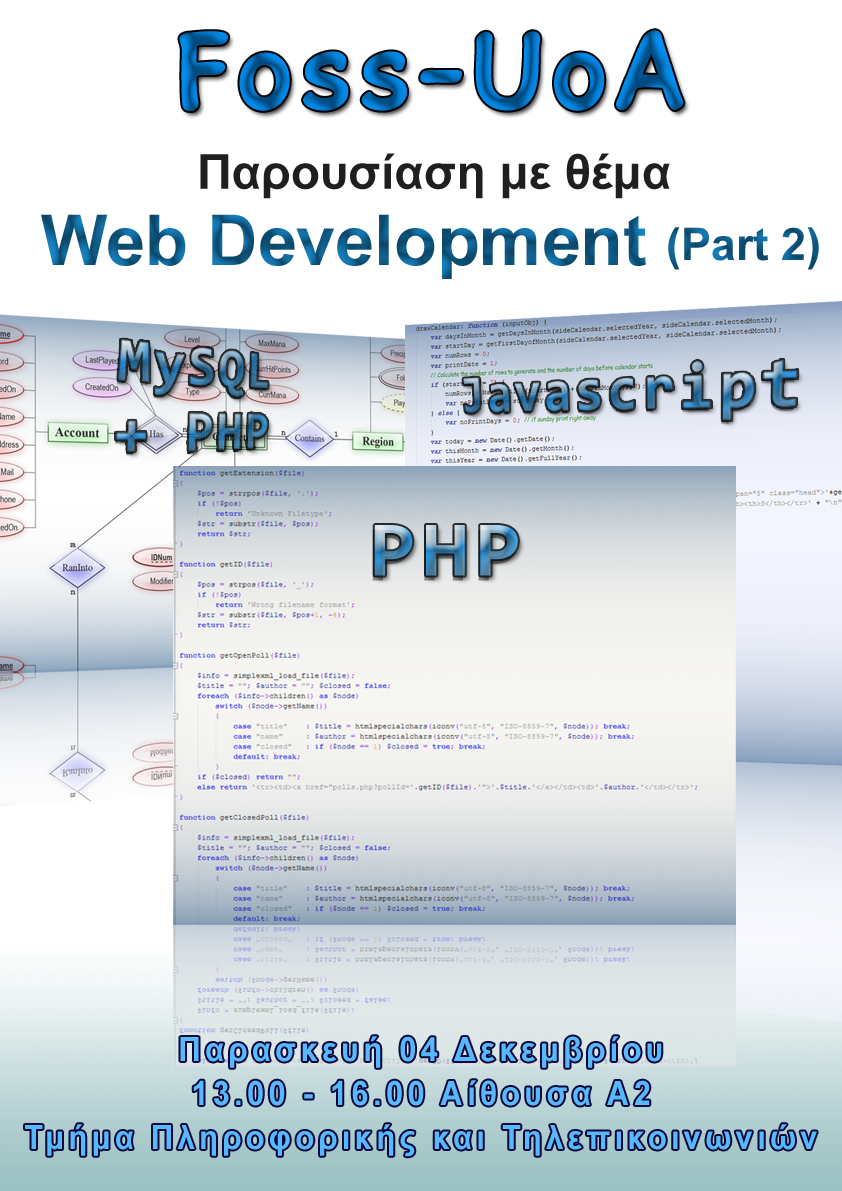 Foss-UoA
Παρουσίαση με θέμα
Web Development (Part 2)
MySQL
+ PHP
Level
MaxMana
LastPlayed
CurHitPoints
CreatedOn
Type
CurrMana
Account
Has
n
n
Contains
1
Region
m
RanInto
n
IDNum
Modifier
Javascript
drawCalendar: function (inputObj) {
var daysInMonth = getDaysInMonth(sideCalendar.selectedYear, sideCalendar.selectedMonth);
var startDay = getFirstDayofMonth(sideCalendar.selectedYear, sideCalendar.selectedMonth);
var numRows = 0;
var printDate = 1;
// Calculate the number of rows to generate and the number of days before calendar starts
if
numRows
} else {
var noPrintDays = 0; // if sunday print right away
}
var today = new Date().getDate();
var thisMonth = new Date().getMonth();
var thisYear = new Date().getFullYear();
PHP
function getExtension($file)
{
$pos = strrpos($file, '.');
if (!$pos)
return 'Unknown Filetype';
$str = substr($file, $pos);
return $str;
}
function getID($file)
{
$pos = strpos($file, '_');
if (!$pos)
return 'Wrong filename format';
$str = substr($file, $pos+1, -4);
return $str;
}
function getOpenPoll($file)
{
$info = simplexml_load_file($file);
$title = ""; $author = ""; $closed = false;
foreach ($info->children() as $node)
switch ($node->getName())
{
case "title" : $title = htmlspecialchars(iconv("utf-8", "ISO-8859-7", $node)); break;
case "name" : $author = htmlspecialchars(iconv("utf-8", "ISO-8859-7", $node)); break;
case "closed" : if ($node == 1) $closed = true; break;
default: break;
}
if ($closed) return "";
else return '<tr><td><a href="polls.php?pollId='.getID($file).'">'.$title.'</a></td><td>'.$author.'</td></tr>';
}
function getClosedPoll($file)
{
$info = simplexml_load_file($file);
$title = ""; $author = ""; $closed = false;
foreach ($info->children() as $node)
switch ($node->getName())
{
case "title" : $title = htmlspecialchars(iconv("utf-8", "ISO-8859-7", $node)); break;
case "name" : $author = htmlspecialchars(iconv("utf-8", "ISO-8859-7", $node)); break;
case "closed" : if ($node == 1) $closed = true; break;
default: break;
Παρασκευή 04 Δεκεμβρίου
13.00 - 16.00 Αίθουσα Α2
Τμήμα Πληροφορικής και Τηλεπικοινωνιών